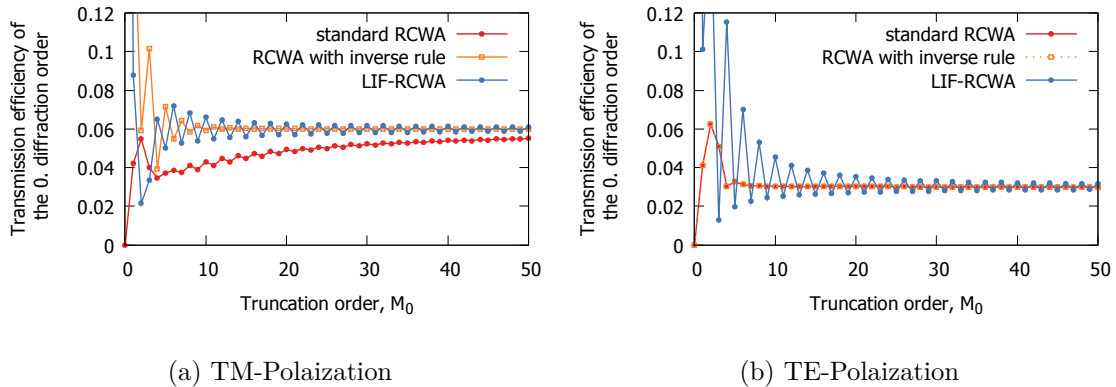 Transmission efficiency of
the 0. diffraction order
0.12
0.1
0.08
0.06
0.04
0.02
0
standard RCWA
RCWA with inverse rule
LIF-RCWA
0 10 20 30 40 50
Truncation order, M₀
(a) TM-Polaization
Transmission efficiency of
the 0. diffraction order
0.12
0.1
0.08
0.06
0.04
0.02
0
standard RCWA
RCWA with inverse rule
LIF-RCWA
0 10 20 30 40 50
Truncation order, M₀
(b) TE-Polaization